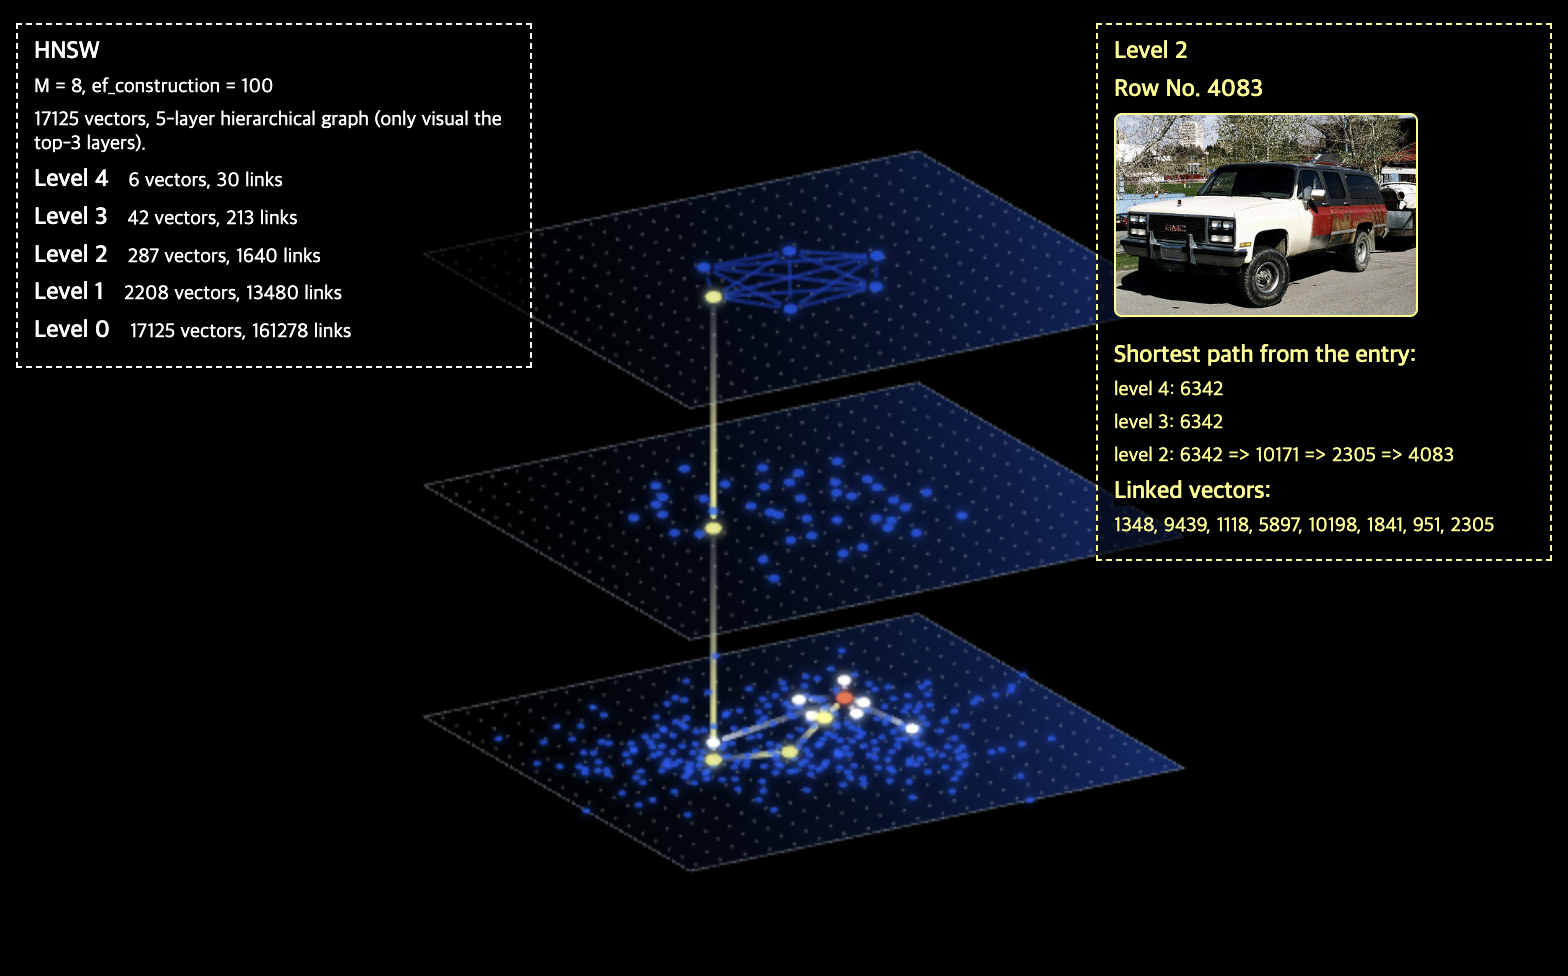 HNSW
M = 8, ef_construction = 100
17125 vectors, 5-layer hierarchical graph (only visual the
top-3 layers).
Level 4 6 vectors, 30 links
Level 3 42 vectors, 213 links
Level 2 287 vectors, 1640 links
Level 1 2208 vectors, 13480 links
Level 0 17125 vectors, 161278 links
Level 2
Row No. 4083
GMC
Shortest path from the entry:
level 4: 6342
level 3: 6342
level 2: 6342 => 10171 => 2305 => 4083
Linked vectors:
1348, 9439, 1118, 5897, 10198, 1841, 951, 2305